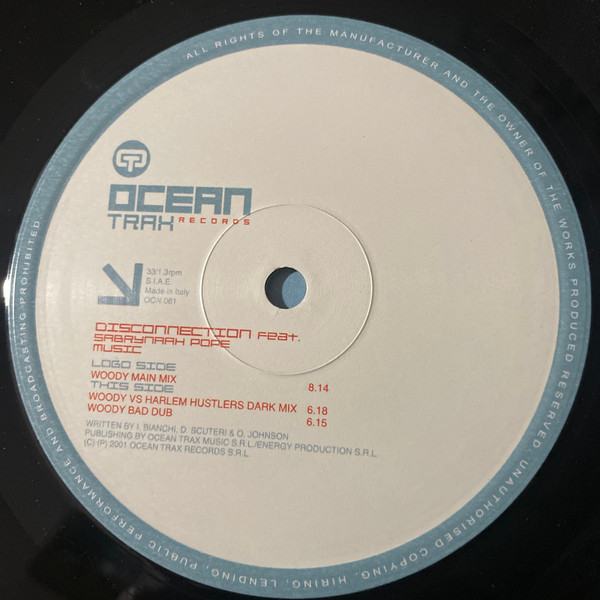 ALL RIGHTS OF THE MANUFACTURER AND THE OWNER OF THE WORKS PRODUCED RESERVED. UNAUTHORISED COPYING, HIRING, LENDING, PUBLIC PERFORMANCE AND BROADCASTING PROHIBITED
OCEAN
TRAX RECORDS
33/1.3rpm
S.I.A.E.
Made in Italy
OCN 061
DISCONNECTION Feat.
SABRYNAAH POPE
MUSIC
LOGO SIDE
WOODY MAIN MIX 8.14
THIS SIDE
WOODY VS HARLEM HUSTLERS DARK MIX 6.18
WOODY BAD DUB 6.15
WRITTEN BY I. BIANCHI, D. SCUTERI & O. JOHNSON
PUBLISHING BY OCEAN TRAX MUSIC S.R.L./ENERGY PRODUCTION S.R.L.
(C) (P) 2001 OCEAN TRAX RECORDS S.R.L